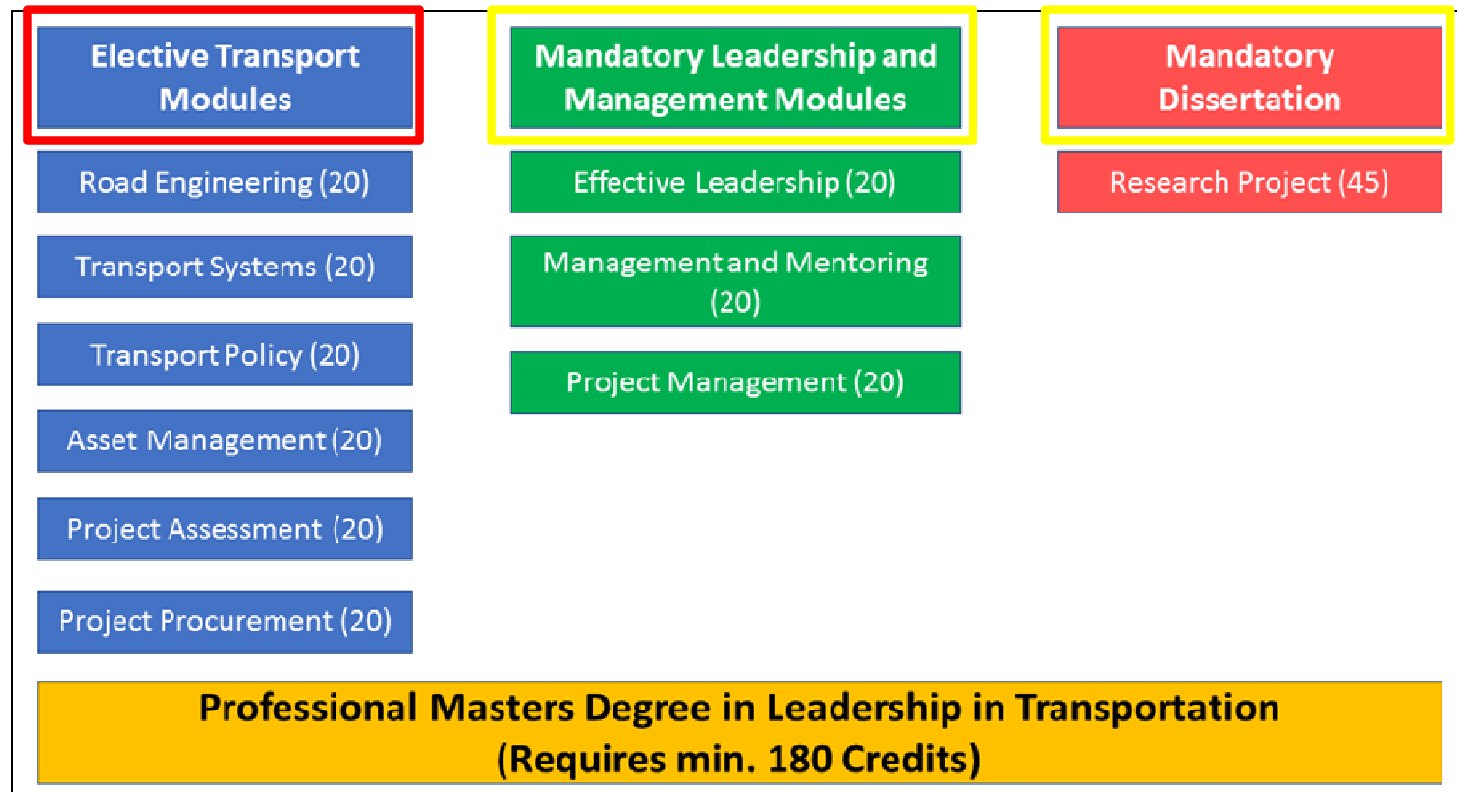 Elective Transport
Modules
Road Engineering (20)
Transport Systems (20)
Transport Policy (20)
Asset Management (20)
Project Assessment (20)
Project Procurement (20)
Mandatory Leadership and
Management Modules
Effective Leadership (20)
Management and Mentoring
(20)
Project Management (20)
Mandatory
Dissertation
Research Project (45)
Professional Masters Degree in Leadership in Transportation
(Requires min. 180 Credits)